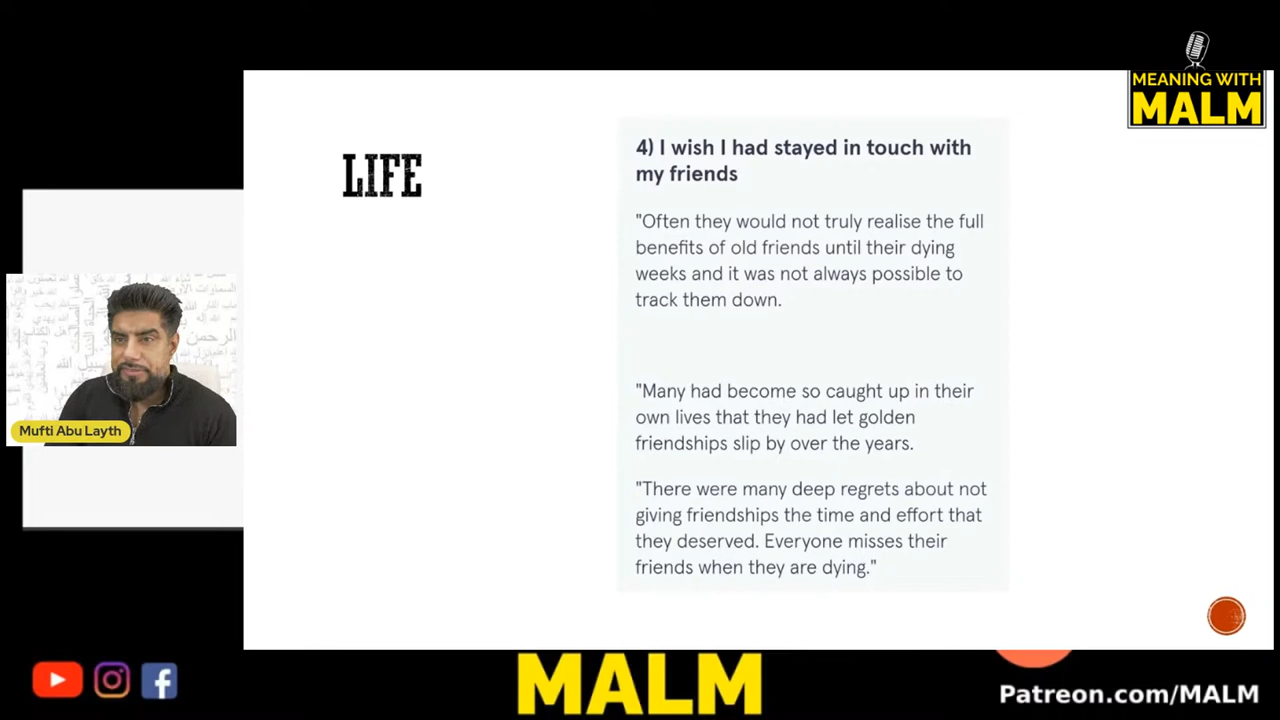 MEANING WITH
MALM
LIFE
4) I wish I had stayed in touch with
my friends
"Often they would not truly realise the full
benefits of old friends until their dying
weeks and it was not always possible to
track them down.
"Many had become so caught up in their
own lives that they had let golden
friendships slip by over the years.
"There were many deep regrets about not
giving friendships the time and effort that
they deserved. Everyone misses their
friends when they are dying."
الرحمن
Mufti Abu Layth
MALM
Patreon.com/MALM